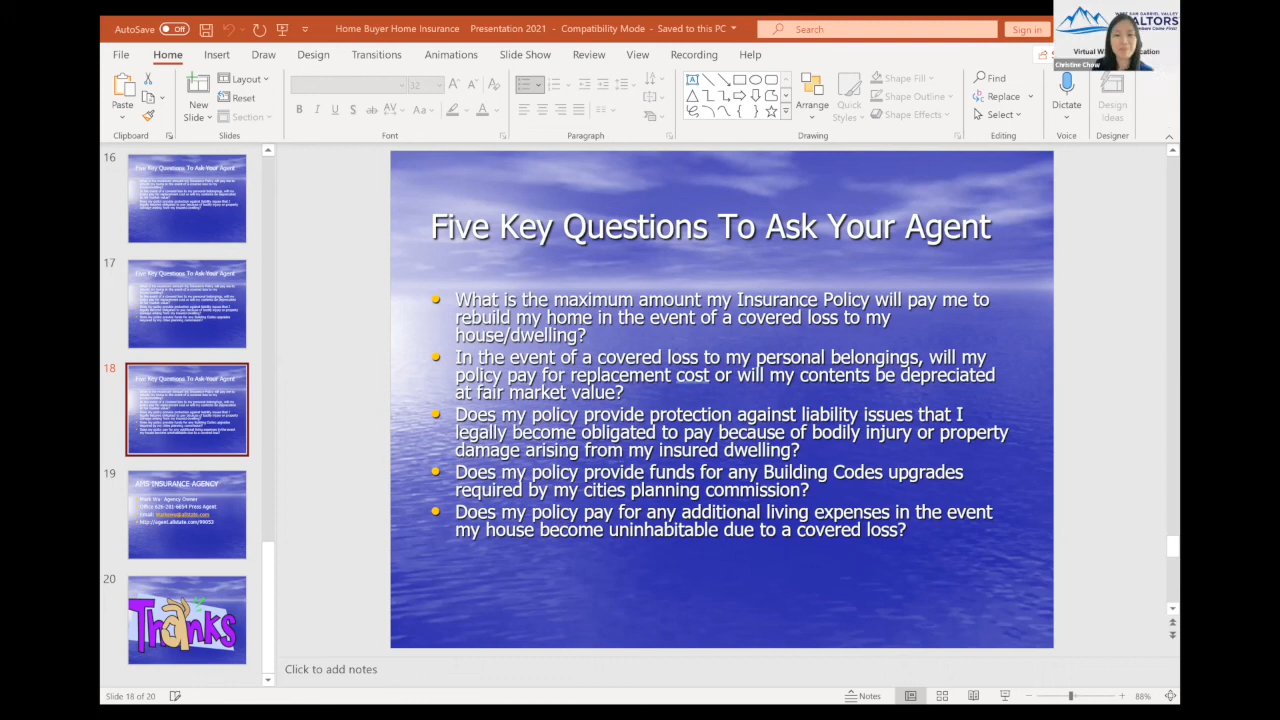 AutoSave Off Home Buyer Home Insurance Presentation 2021 - Compatibility Mode - Saved to this PC Search Sign in
WEST SAN GABRIEL VALLEY
REALTORS
Christine Chow
File Home Insert Draw Design Transitions Animations Slide Show Review View Recording Help
Paste
New
Slide
Layout
Reset
Section
Arrange
Quick
Styles
Shape Fill
Shape Outline
Shape Effects
Find
Replace
Select
Dictate
Design
Ideas
Clipboard Slides Font Paragraph Drawing Editing Voice Designer
16
Five Key Questions To Ask Your Agent
17
Five Key Questions To Ask Your Agent
18
Five Key Questions To Ask Your Agent
19
AMS INSURANCE AGENCY
20
Thanks
Five Key Questions To Ask Your Agent
What is the maximum amount my Insurance Policy will pay me to
rebuild my home in the event of a covered loss to my
house/dwelling?
In the event of a covered loss to my personal belongings, will my
policy pay for replacement cost or will my contents be depreciated
at fair market value?
Does my policy provide protection against liability issues that I
legally become obligated to pay because of bodily injury or property
damage arising from my insured dwelling?
Does my policy provide funds for any Building Codes upgrades
required by my cities planning commission?
Does my policy pay for any additional living expenses in the event
my house become uninhabitable due to a covered loss?
Click to add notes
Slide 18 of 20 Notes 88%